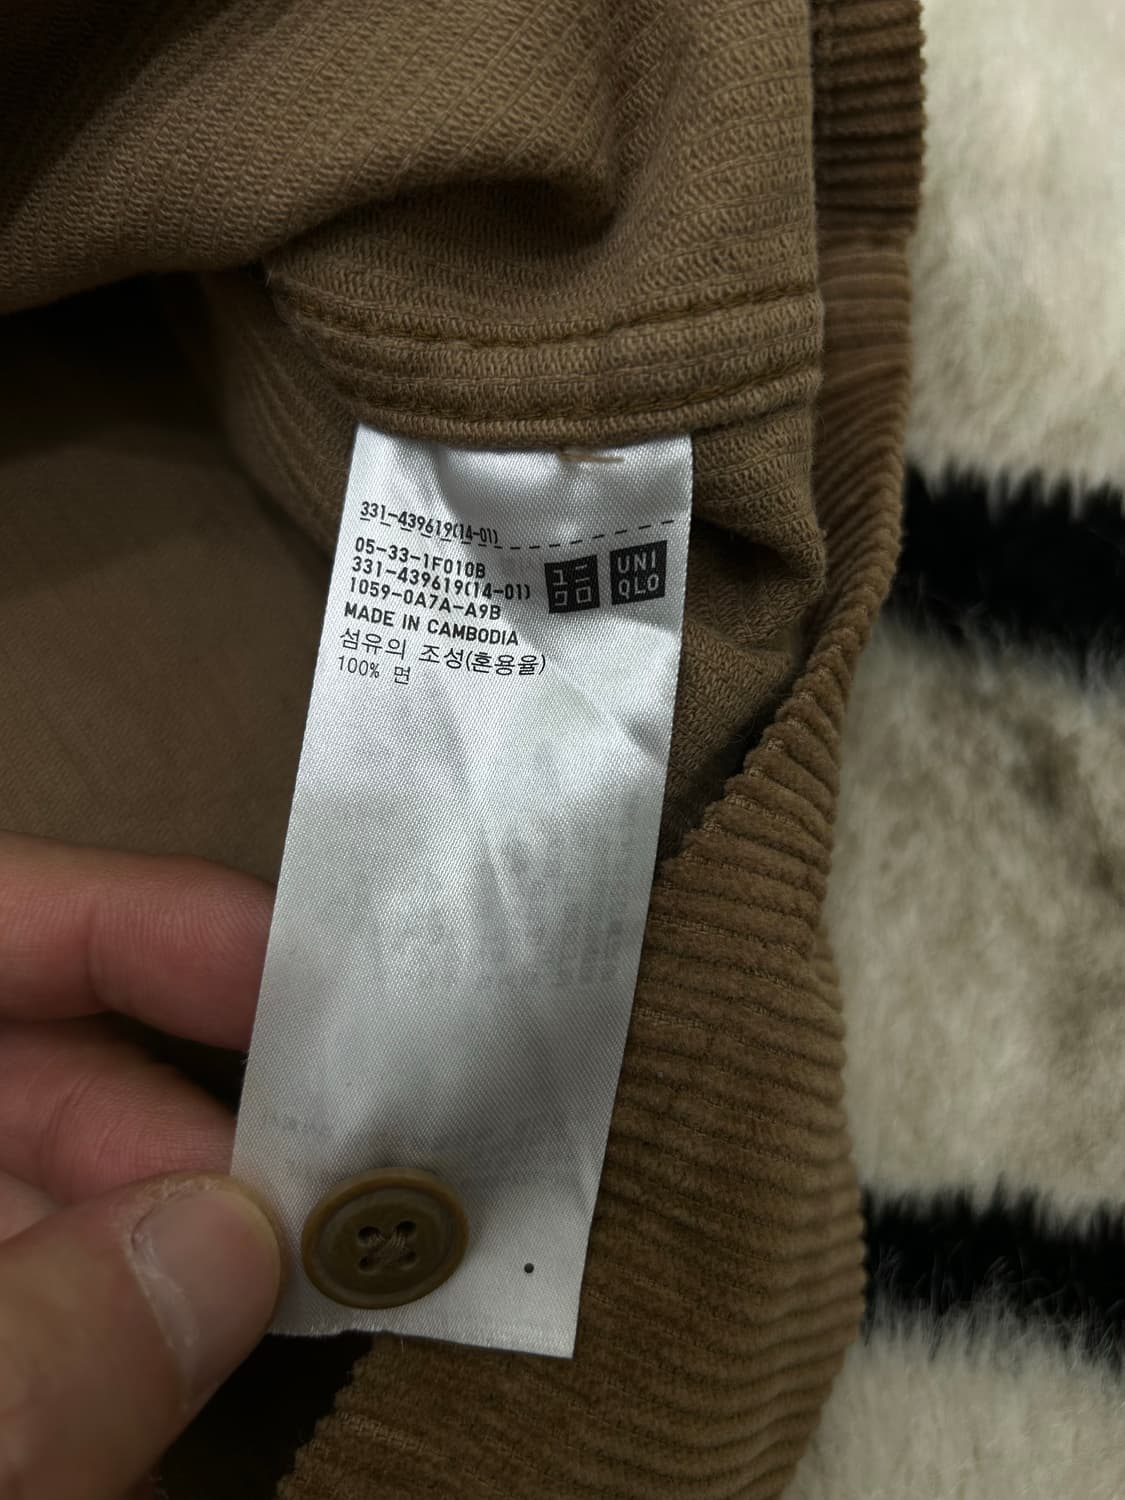 331-439619(14-01)
05-33-1F010B
331-439619(14-01)
1059-0A7A-A9B
MADE IN CAMBODIA
섬유의 조성(혼용율)
100% 면
ユニ
クロ
UNI
QLO